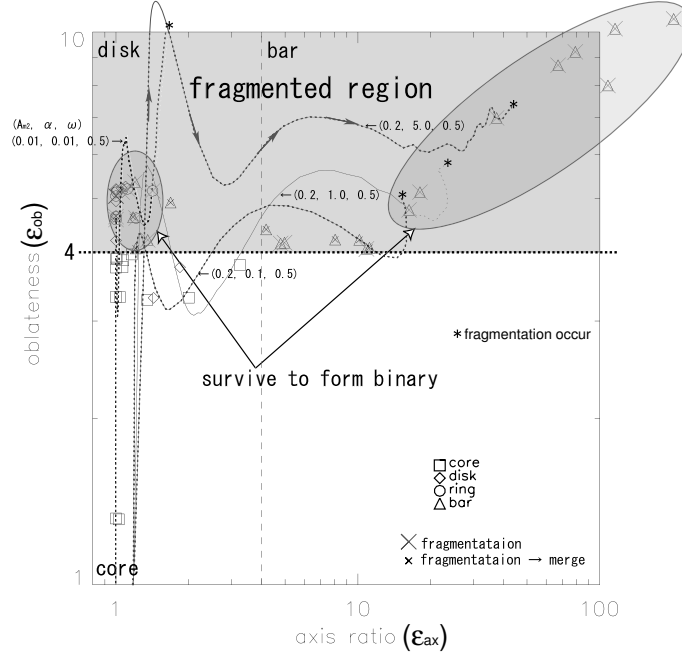 10
disk
bar
fragmented region
(Am2, α, ω)
(0.01, 0.01, 0.5)
←(0.2, 5.0, 0.5)
←(0.2, 1.0, 0.5)
4
←(0.2, 0.1, 0.5)
oblateness (εob)
* fragmentation occur
survive to form binary
core
disk
ring
bar
fragmentataion
fragmentataion → merge
core
1
1
10
100
axis ratio (εax)